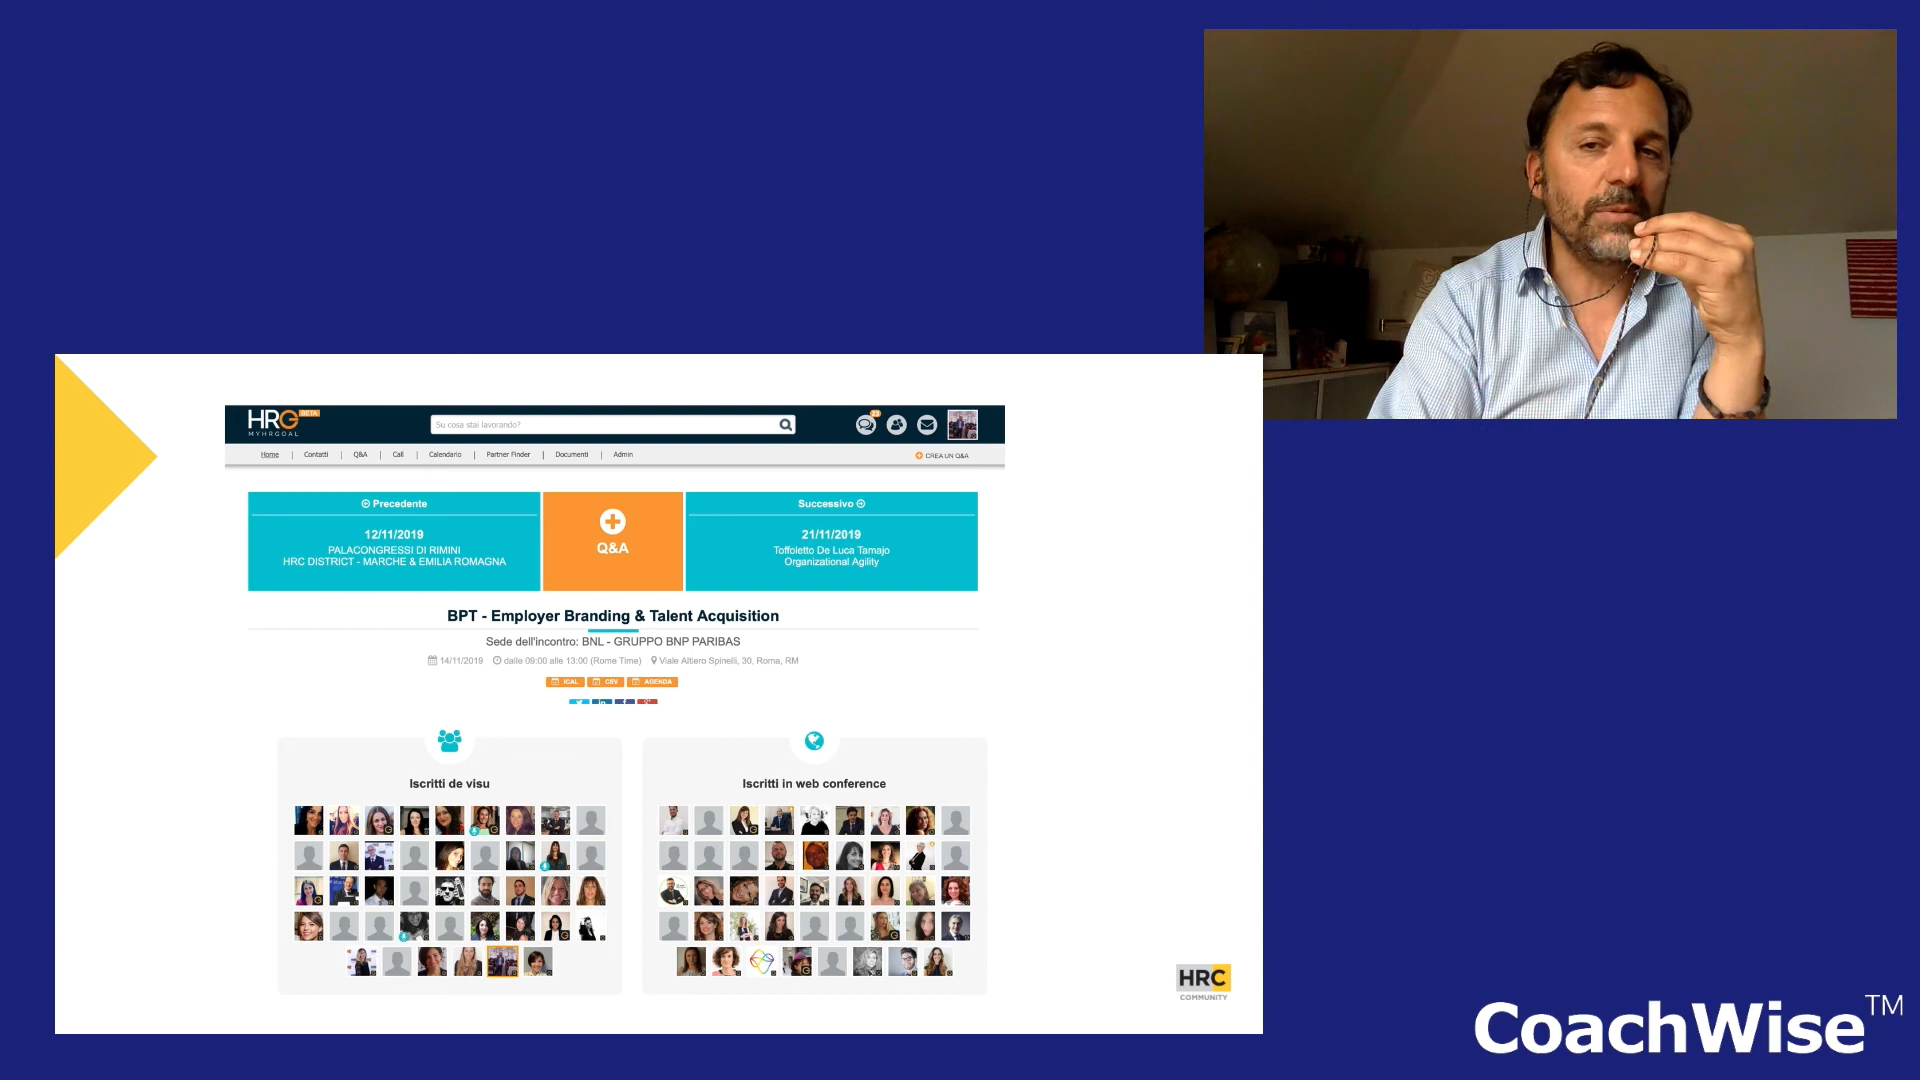 HRG BETA
MYHRGOAL
Su cosa stai lavorando?
23
Home | Contatti | Q&A | Call | Calendario | Partner Finder | Documenti | Admin
CREA UN Q&A
Precedente
12/11/2019
PALACONGRESSI DI RIMINI
HRC DISTRICT - MARCHE & EMILIA ROMAGNA
Q&A
Successivo
21/11/2019
Toffoletto De Luca Tamajo
Organizational Agility
BPT - Employer Branding & Talent Acquisition
Sede dell'incontro: BNL - GRUPPO BNP PARIBAS
14/11/2019 dalle 09:00 alle 13:00 (Rome Time) Viale Altiero Spinelli, 30, Roma, RM
ICAL CSV AGENDA
Iscritti de visu
Iscritti in web conference
HRC
COMMUNITY
CoachWise™